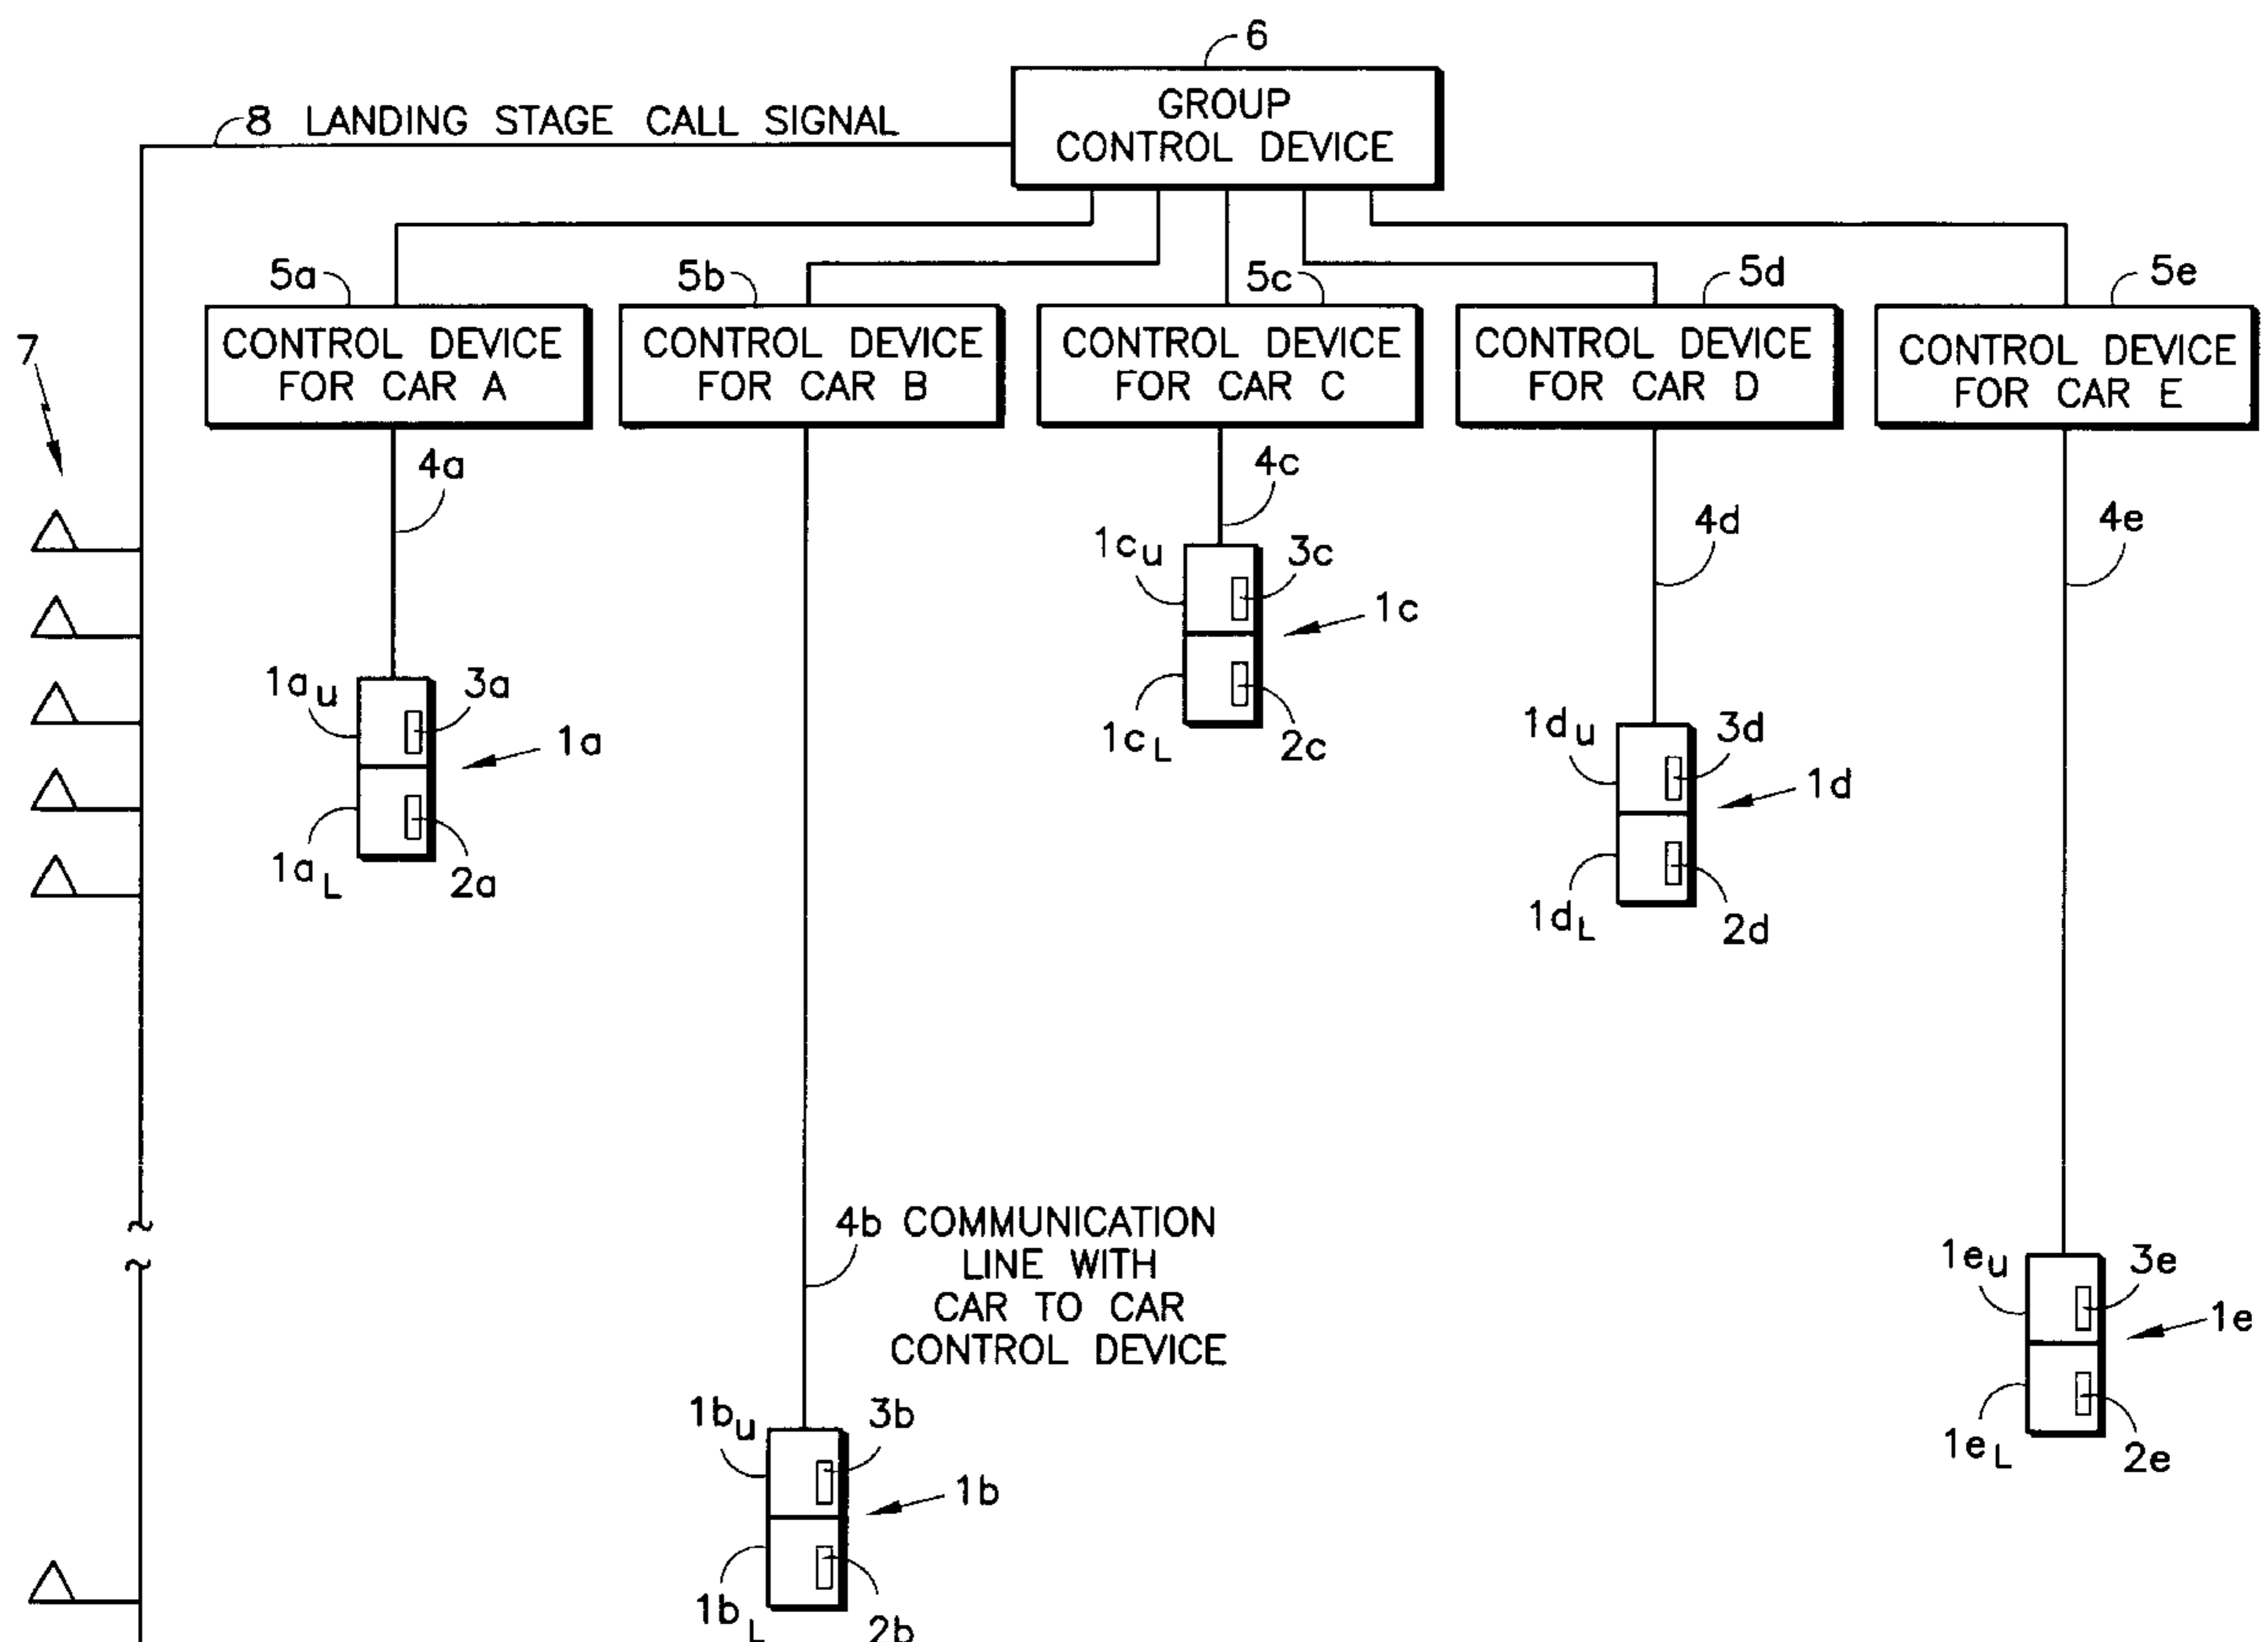 6
8 LANDING STAGE CALL SIGNAL
GROUP
CONTROL DEVICE
5a
5b
5c
5d
5e
CONTROL DEVICE
FOR CAR A
CONTROL DEVICE
FOR CAR B
CONTROL DEVICE
FOR CAR C
CONTROL DEVICE
FOR CAR D
CONTROL DEVICE
FOR CAR E
7
4a
4c
4d
4e
1cU
3c
1c
1cL
2c
1aU
3a
1a
1aL
2a
1dU
3d
1d
1dL
2d
4b COMMUNICATION
LINE WITH
CAR TO CAR
CONTROL DEVICE
1eU
3e
1e
1eL
2e
1bU
3b
1b
1bL
2b